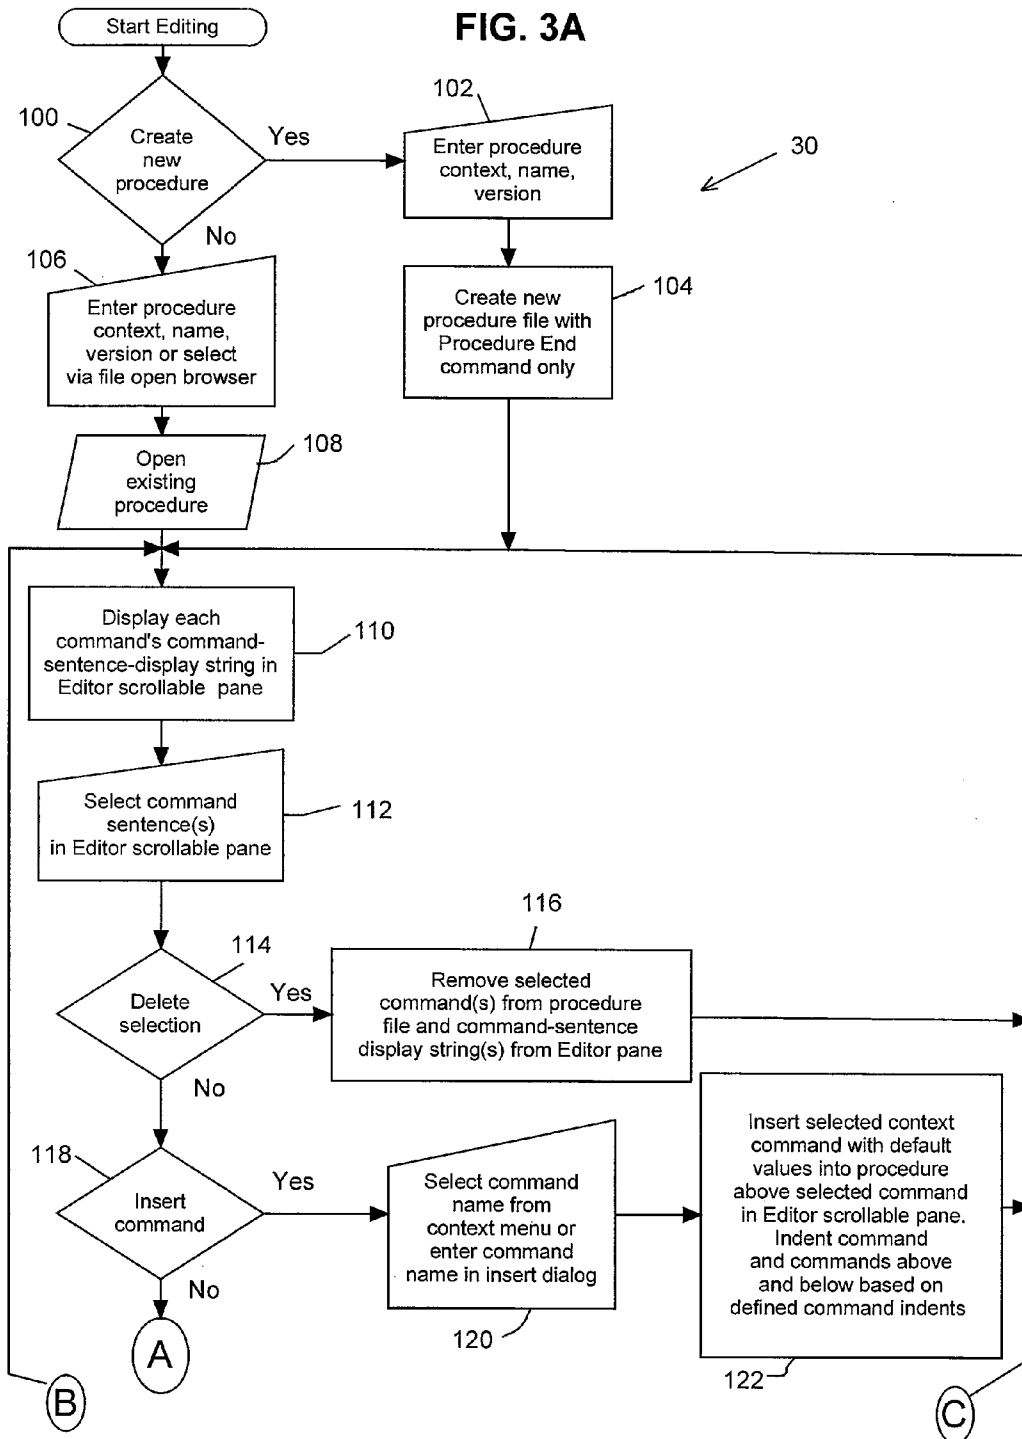 FIG. 3A
Start Editing
100
Create
new
procedure
Yes
102
Enter procedure
context, name,
version
30
No
106
Enter procedure
context, name,
version or select
via file open browser
104
Create new
procedure file with
Procedure End
command only
108
Open
existing
procedure
Display each
command's command-
sentence-display string in
Editor scrollable pane
110
Select command
sentence(s)
in Editor scrollable pane
112
114
Delete
selection
Yes
116
Remove selected
command(s) from procedure
file and command-sentence
display string(s) from Editor pane
No
118
Insert
command
Yes
Select command
name from
context menu or
enter command
name in insert dialog
120
Insert selected context
command with default
values into procedure
above selected command
in Editor scrollable pane.
Indent command
and commands above
and below based on
defined command indents
122
No
A
B
C